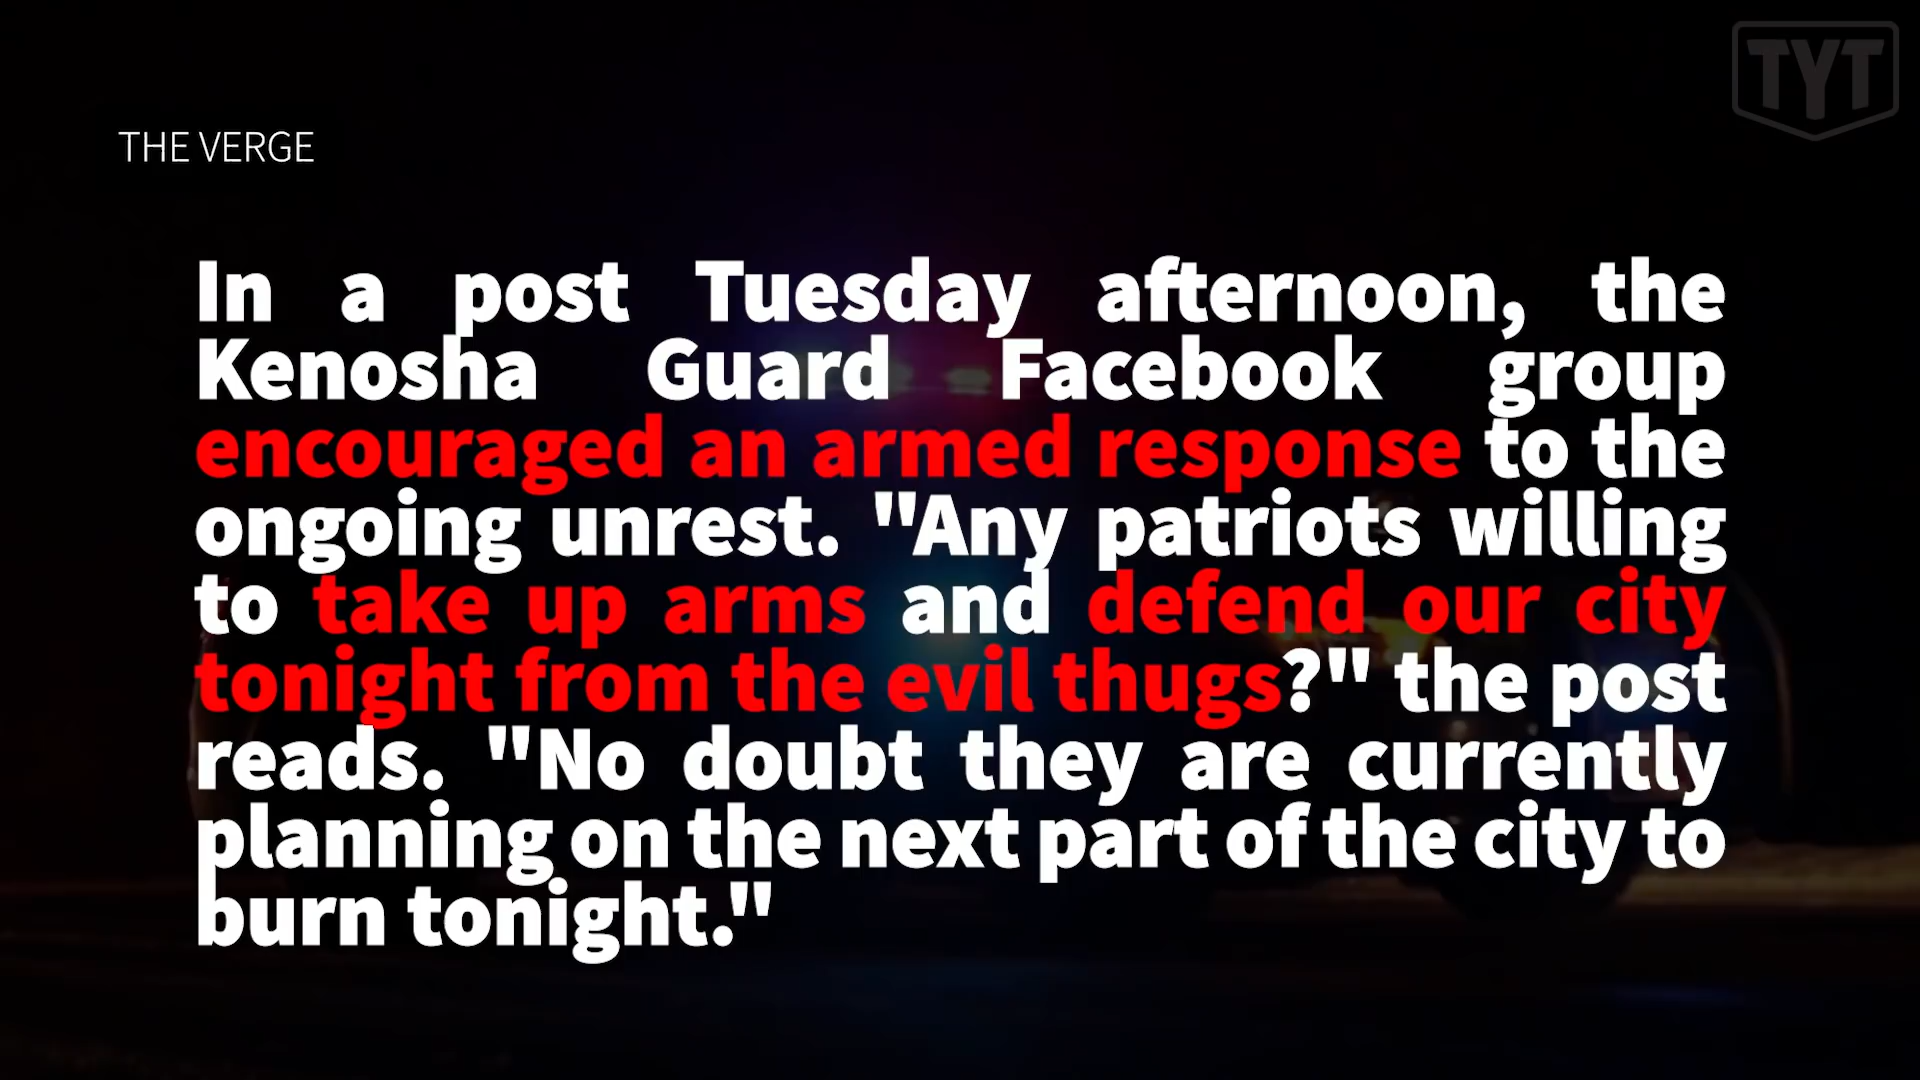 TYT
THE VERGE
In a post Tuesday afternoon, the
Kenosha Guard Facebook group
encouraged an armed response to the
ongoing unrest. "Any patriots willing
to take up arms and defend our city
tonight from the evil thugs?" the post
reads. "No doubt they are currently
planning on the next part of the city to
burn tonight."